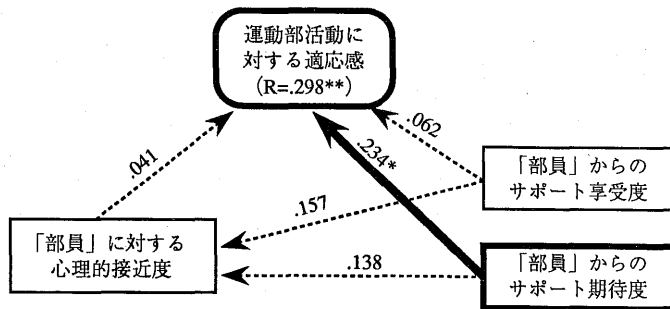 運動部活動に
対する適応感
(R=.298**)
.062
.234*
.041
「部員」からの
サポート享受度
.157
「部員」に対する
心理的接近度
.138
「部員」からの
サポート期待度